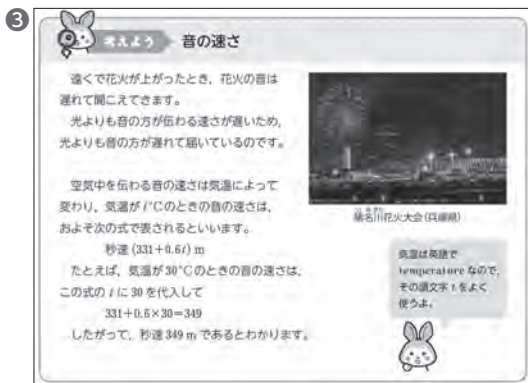 3
考えよう 音の速さ
遠くで花火が上がったとき，花火の音は
遅れて聞こえてきます。
光よりも音の方が伝わる速さが遅いため，
光よりも音の方が遅れて届いているのです。
空気中を伝わる音の速さは気温によって
変わり，気温が t°Cのときの音の速さは，
およそ次の式で表されるといいます。
秒速 (331+0.6t) m
たとえば，気温が30°Cのときの音の速さは，
この式の t に 30 を代入して
331+0.6×30=349
したがって，秒速 349 m であるとわかります。
猪名川花火大会(兵庫県)
気温は英語で
temperature なので，
その頭文字 t をよく
使うよ。